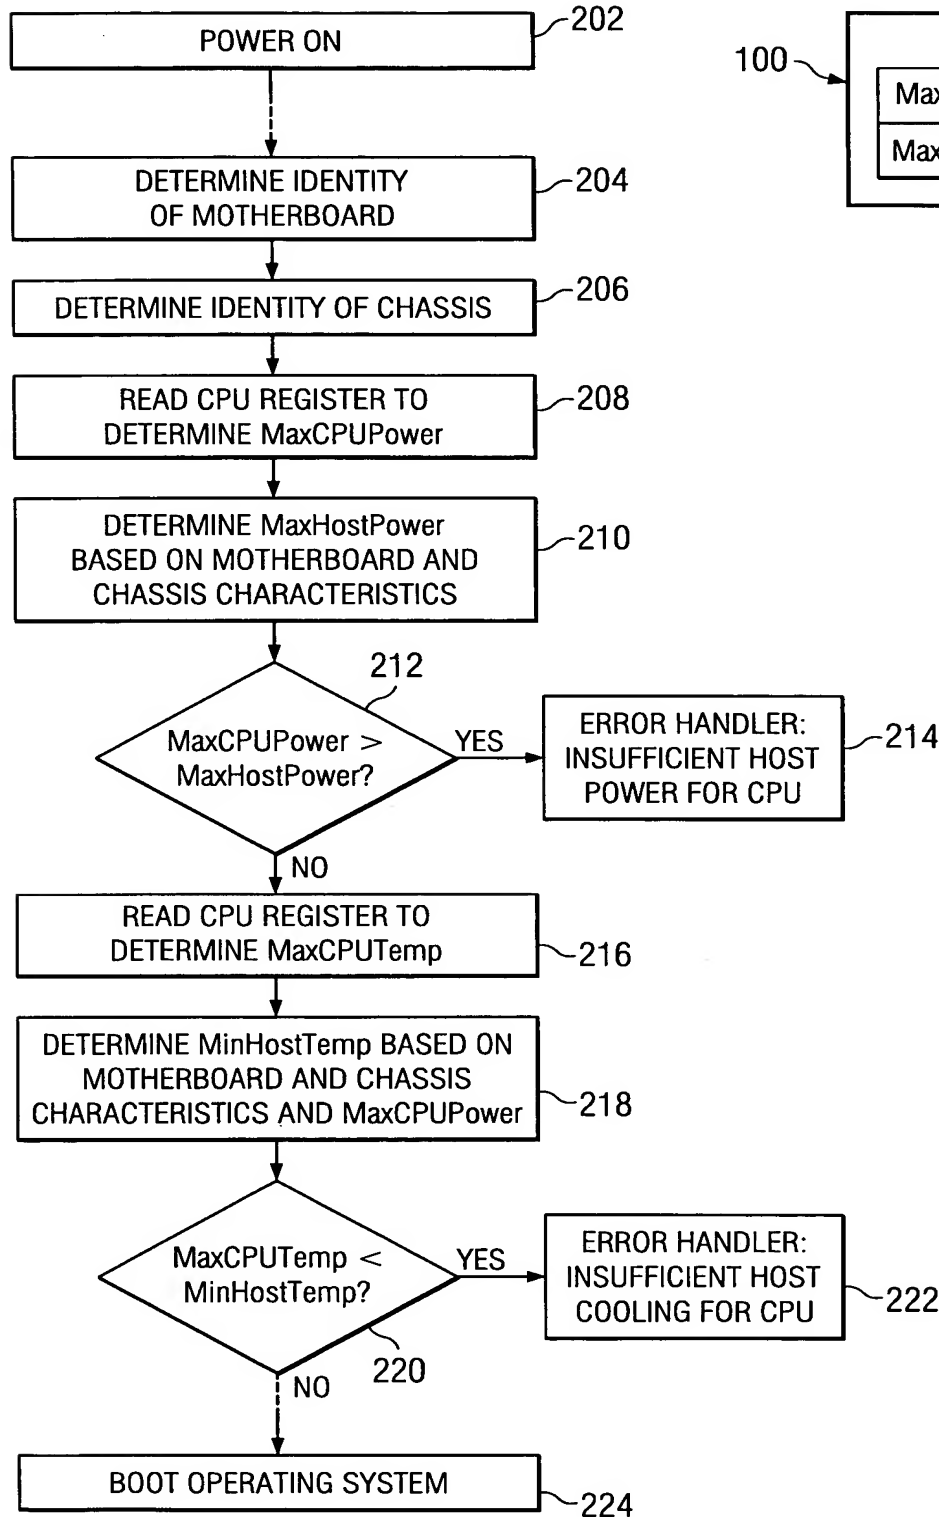 POWER ON
202
100
Max
Max
DETERMINE IDENTITY
OF MOTHERBOARD
204
DETERMINE IDENTITY OF CHASSIS
206
READ CPU REGISTER TO
DETERMINE MaxCPUPower
208
DETERMINE MaxHostPower
BASED ON MOTHERBOARD AND
CHASSIS CHARACTERISTICS
210
212
MaxCPUPower >
MaxHostPower?
YES
ERROR HANDLER:
INSUFFICIENT HOST
POWER FOR CPU
214
NO
READ CPU REGISTER TO
DETERMINE MaxCPUTemp
216
DETERMINE MinHostTemp BASED ON
MOTHERBOARD AND CHASSIS
CHARACTERISTICS AND MaxCPUPower
218
MaxCPUTemp <
MinHostTemp?
YES
ERROR HANDLER:
INSUFFICIENT HOST
COOLING FOR CPU
222
220
NO
BOOT OPERATING SYSTEM
224